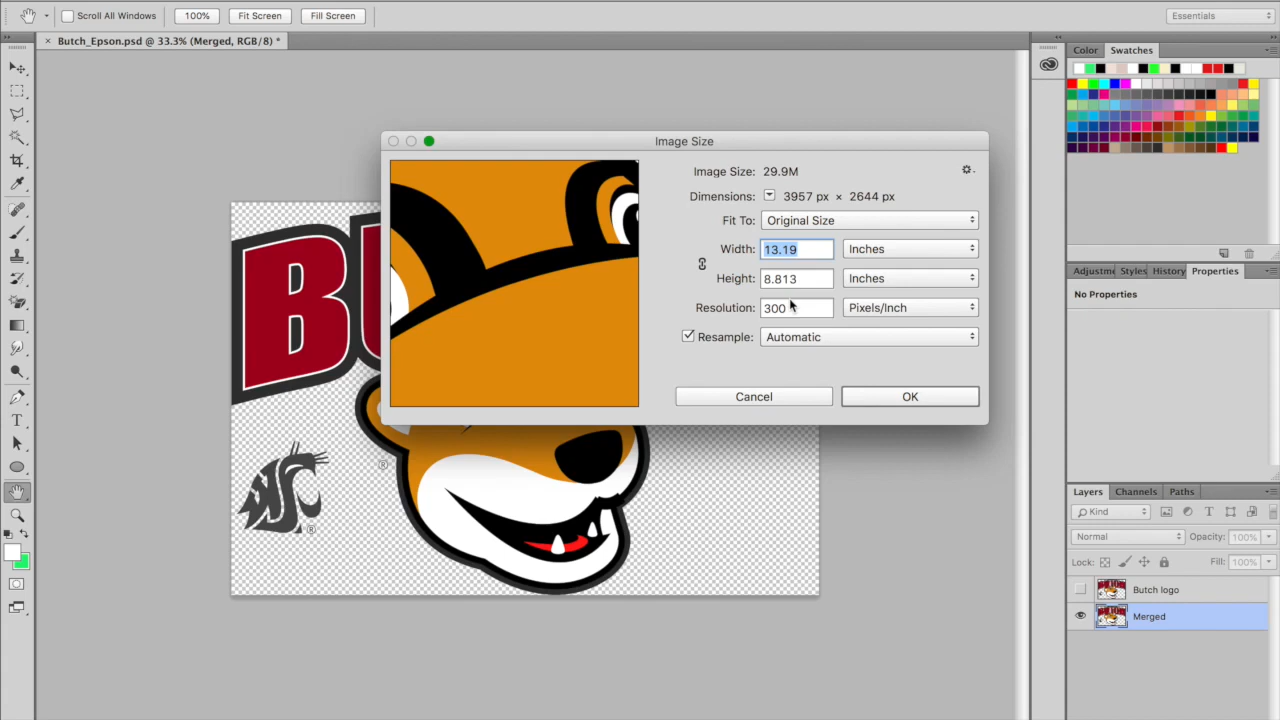 Scroll All Windows 100% Fit Screen Fill Screen Essentials
× Butch_Epson.psd @ 33.3% (Merged, RGB/8) *
Color Swatches
Image Size
Image Size: 29.9M
Dimensions: 3957 px × 2644 px
Fit To: Original Size
Width: 13.19 Inches
Height: 8.813 Inches
Resolution: 300 Pixels/Inch
Resample: Automatic
Cancel OK
BU
®
®
Adjustme Styles History Properties
No Properties
Layers Channels Paths
Kind
Normal Opacity: 100%
Lock: Fill: 100%
Butch logo
Merged